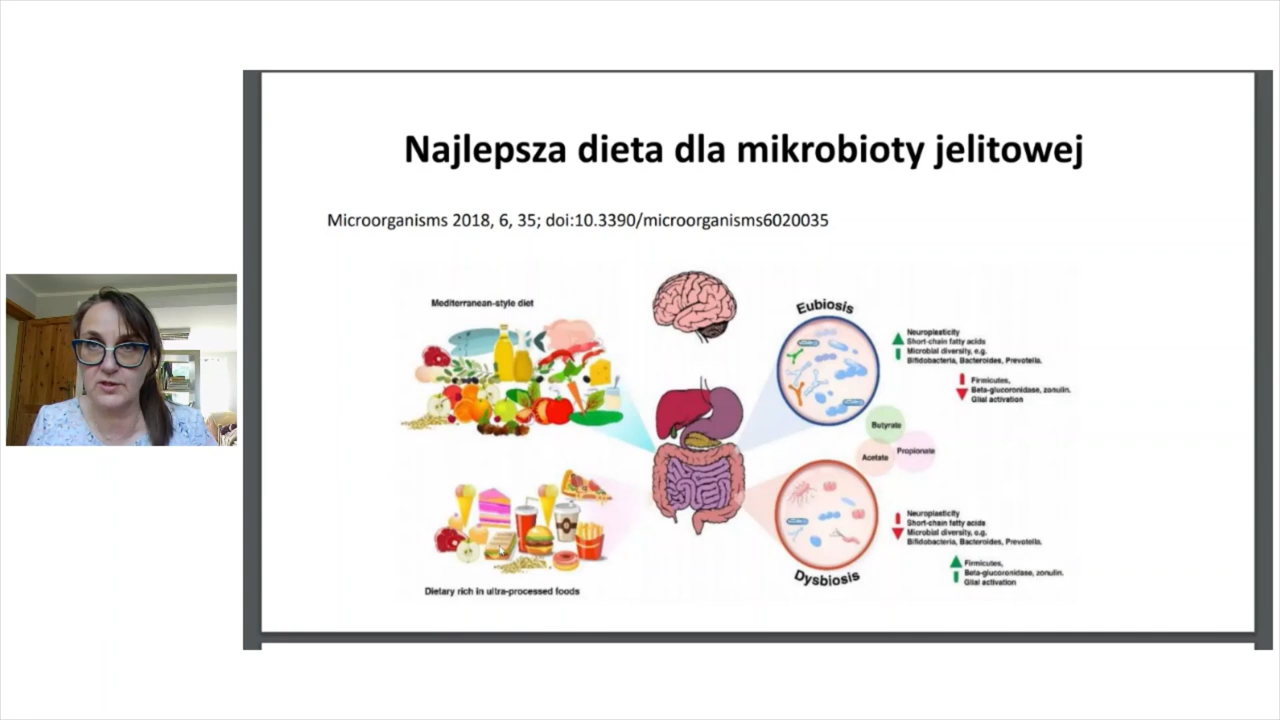 Najlepsza dieta dla mikrobioty jelitowej
Microorganisms 2018, 6, 35; doi:10.3390/microorganisms6020035
Mediterranean-style diet
Eubiosis
Neuroplasticity
Short-chain fatty acids
Microbial diversity, e.g.
Bifidobacteria, Bacteroides, Prevotella.
Firmicutes,
Beta-glucoronidase, zonulin.
Glial activation
Butyrate
Acetate
Propionate
Neuroplasticity
Short-chain fatty acids
Microbial diversity, e.g.
Bifidobacteria, Bacteroides, Prevotella.
Firmicutes,
Beta-glucoronidase, zonulin.
Glial activation
Dysbiosis
Dietary rich in ultra-processed foods